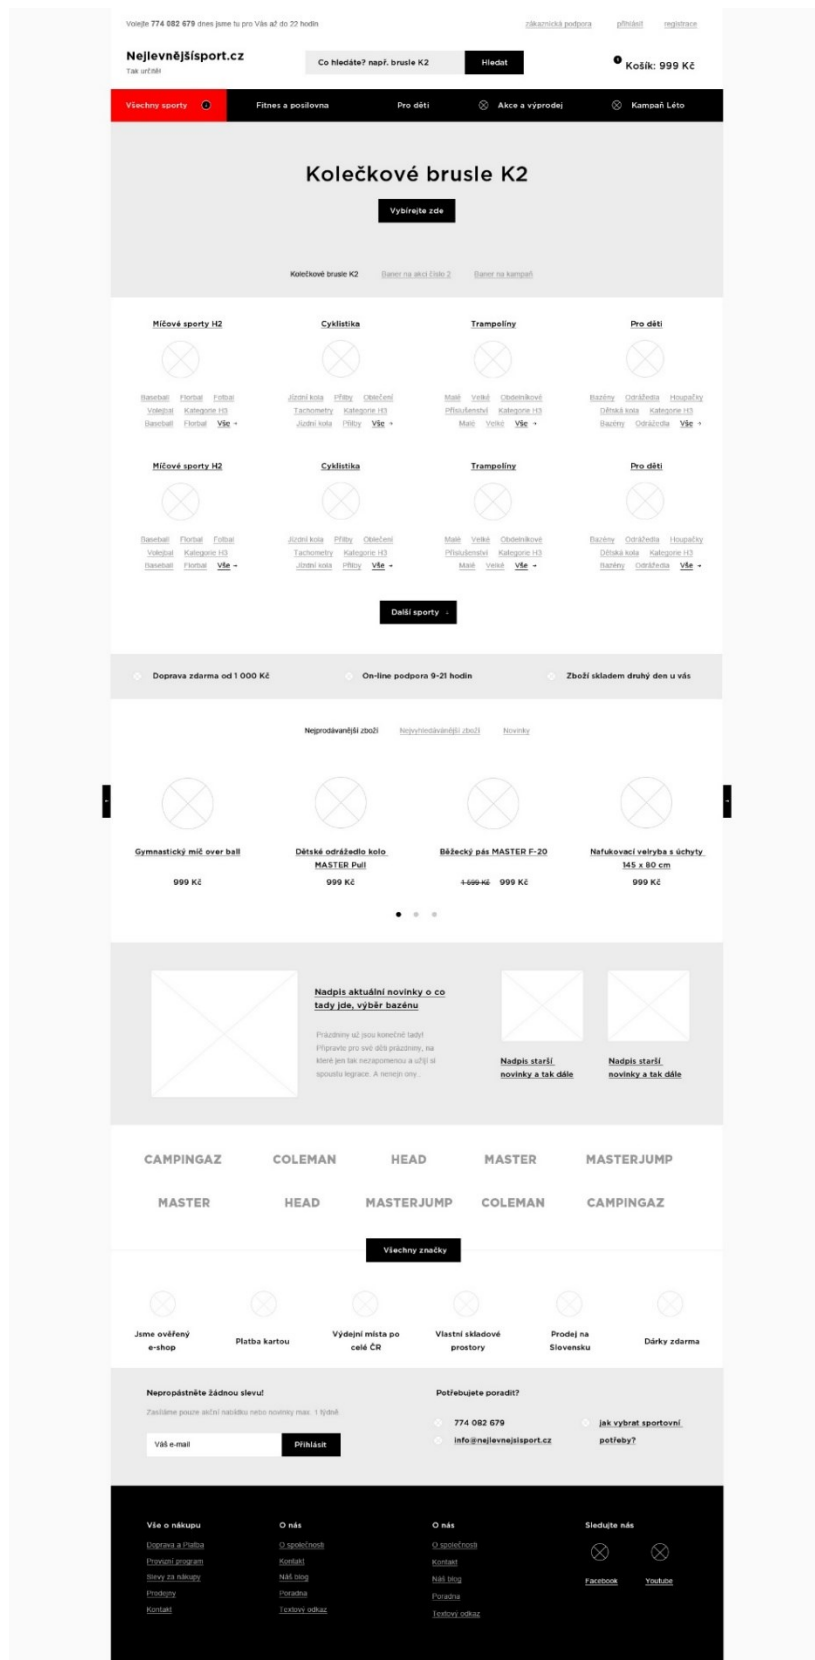 Volejte 774 082 679 dnes jsme tu pro Vás až do 22 hodin
zákaznická podpora přihlásit registrace
Nejlevnějšísport.cz
Tak určitě!
Co hledáte? např. brusle K2
Hledat
Košík: 999 Kč
Všechny sporty Fitnes a posilovna Pro děti Akce a výprodej Kampaň Léto
Kolečkové brusle K2
Vybírejte zde
Kolečkové brusle K2 Baner na akci číslo 2 Baner na kampaň
Míčové sporty H2 Cyklistika Trampolíny Pro děti
Baseball Florbal Fotbal Jízdní kola Přilby Oblečení Malé Velké Obdelníkové Bazény Odrážedla Houpačky
Volejbal Kategorie H3 Tachometry Kategorie H3 Příslušenství Kategorie H3 Dětská kola Kategorie H3
Baseball Florbal Vše → Jízdní kola Přilby Vše → Malé Velké Vše → Bazény Odrážedla Vše →
Míčové sporty H2 Cyklistika Trampolíny Pro děti
Baseball Florbal Fotbal Jízdní kola Přilby Oblečení Malé Velké Obdelníkové Bazény Odrážedla Houpačky
Volejbal Kategorie H3 Tachometry Kategorie H3 Příslušenství Kategorie H3 Dětská kola Kategorie H3
Baseball Florbal Vše → Jízdní kola Přilby Vše → Malé Velké Vše → Bazény Odrážedla Vše →
Další sporty ↓
Doprava zdarma od 1 000 Kč On-line podpora 9-21 hodin Zboží skladem druhý den u vás
Nejprodávanější zboží Nejvyhledávanější zboží Novinky
Gymnastický míč over ball
999 Kč
Dětské odrážedlo kolo
MASTER Pull
999 Kč
Běžecký pás MASTER F-20
1 599 Kč 999 Kč
Nafukovací velryba s úchyty
145 x 80 cm
999 Kč
Nadpis aktuální novinky o co
tady jde, výběr bazénu
Prázdniny už jsou konečně tady!
Připravte pro své děti prázdniny, na
které jen tak nezapomenou a užijí si
spoustu legrace. A nenejn ony..
Nadpis starší
novinky a tak dále
Nadpis starší
novinky a tak dále
CAMPINGAZ COLEMAN HEAD MASTER MASTERJUMP
MASTER HEAD MASTERJUMP COLEMAN CAMPINGAZ
Všechny značky
Jsme ověřený
e-shop
Platba kartou
Výdejní místa po
celé ČR
Vlastní skladové
prostory
Prodej na
Slovensku
Dárky zdarma
Nepropástněte žádnou slevu!
Zasíláme pouze akční nabídku nebo novinky max. 1 týdně
Váš e-mail
Přihlásit
Potřebujete poradit?
774 082 679
info@nejlevnejsisport.cz
jak vybrat sportovní
potřeby?
Vše o nákupu
Doprava a Platba
Provizní program
Slevy za nákupy
Prodejny
Kontakt
O nás
O společnosti
Kontakt
Náš blog
Poradna
Textový odkaz
O nás
O společnosti
Kontakt
Náš blog
Poradna
Textový odkaz
Sledujte nás
Facebook Youtube